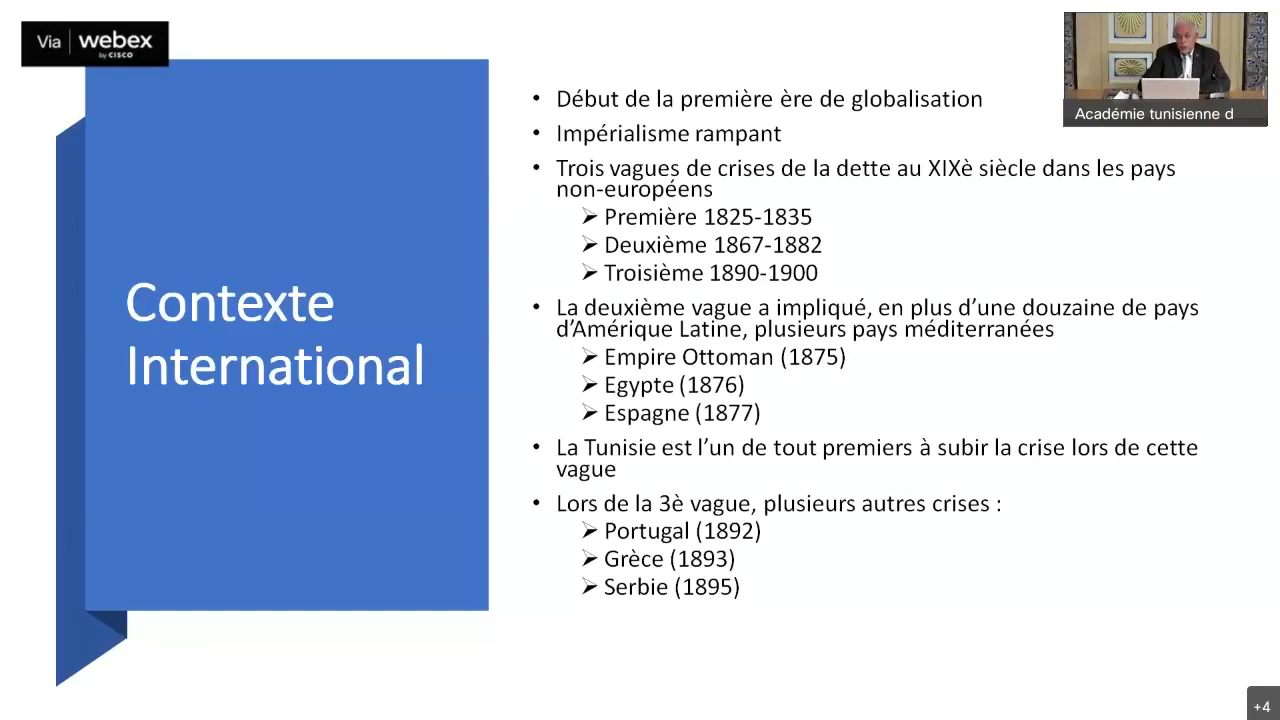 Via webex
by CISCO
Académie tunisienne d
Contexte
International
• Début de la première ère de globalisation
• Impérialisme rampant
• Trois vagues de crises de la dette au XIXè siècle dans les pays
non-européens
➢ Première 1825-1835
➢ Deuxième 1867-1882
➢ Troisième 1890-1900
• La deuxième vague a impliqué, en plus d’une douzaine de pays
d’Amérique Latine, plusieurs pays méditerranées
➢ Empire Ottoman (1875)
➢ Egypte (1876)
➢ Espagne (1877)
• La Tunisie est l’un de tout premiers à subir la crise lors de cette
vague
• Lors de la 3è vague, plusieurs autres crises :
➢ Portugal (1892)
➢ Grèce (1893)
➢ Serbie (1895)
+4